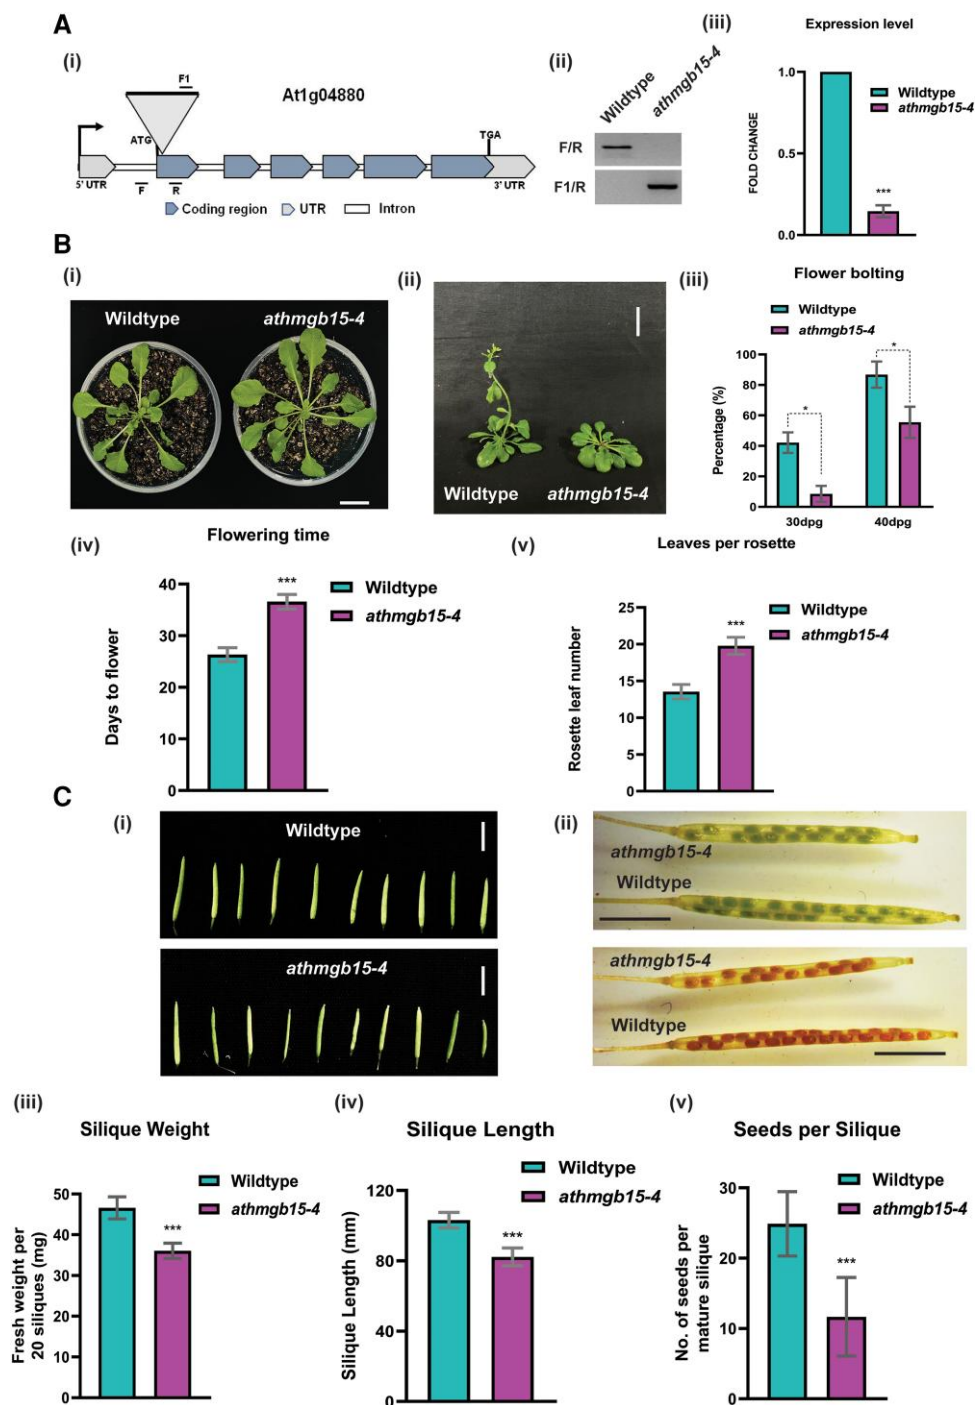 A
(i)
F1
At1g04880
ATG
TGA
5' UTR
F
R
3' UTR
Coding region
UTR
Intron
(ii)
Wildtype
athmgb15-4
F/R
F1/R
(iii)
Expression level
FOLD CHANGE
1.0
0.5
0.0
***
Wildtype
athmgb15-4
B
(i)
Wildtype
athmgb15-4
(ii)
Wildtype
athmgb15-4
(iii)
Flower bolting
Wildtype
athmgb15-4
Percentage (%)
100
80
60
40
20
0
*
*
30dpg
40dpg
(iv)
Flowering time
Days to flower
40
30
20
10
0
***
Wildtype
athmgb15-4
(v)
Leaves per rosette
Rosette leaf number
25
20
15
10
5
0
***
Wildtype
athmgb15-4
C
(i)
Wildtype
athmgb15-4
(ii)
athmgb15-4
Wildtype
athmgb15-4
Wildtype
(iii)
Silique Weight
Fresh weight per
20 siliques (mg)
50
40
30
20
10
0
***
Wildtype
athmgb15-4
(iv)
Silique Length
Silique Length (mm)
120
80
40
0
***
Wildtype
athmgb15-4
(v)
Seeds per Silique
No. of seeds per
mature silique
30
20
10
0
***
Wildtype
athmgb15-4